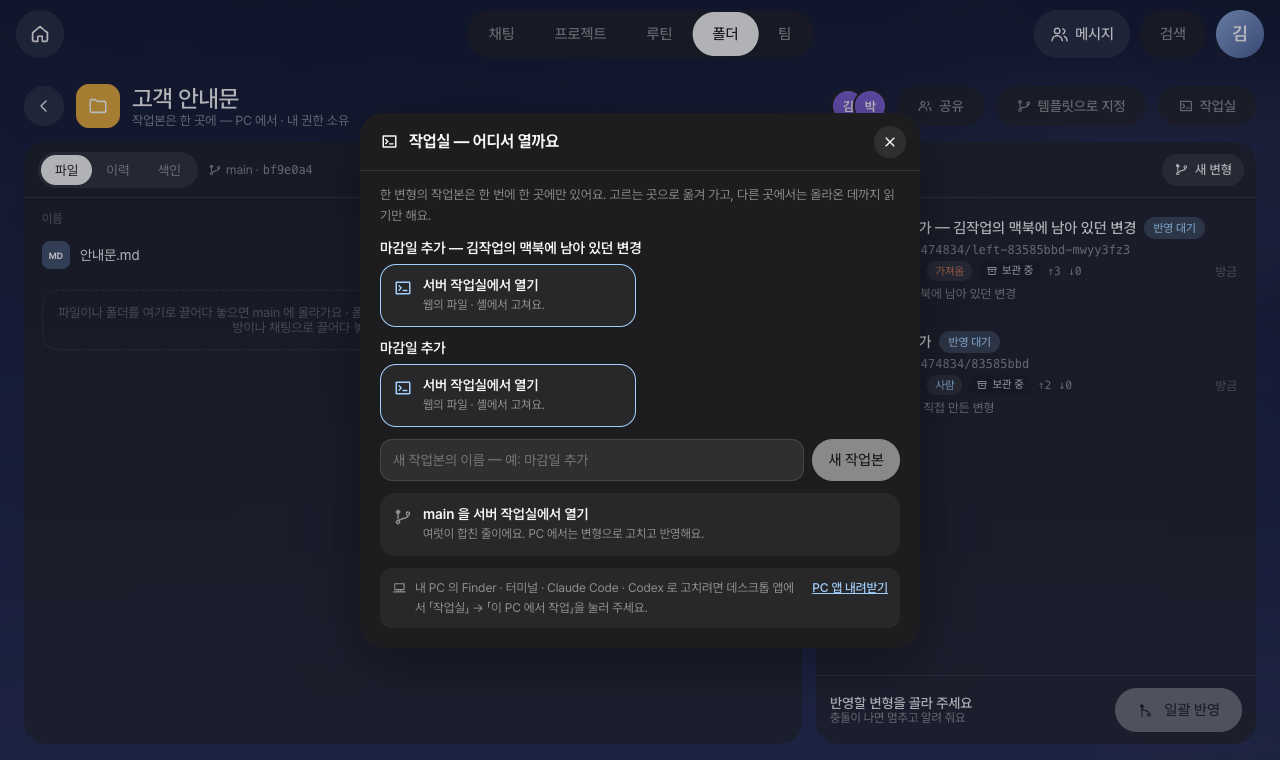 채팅
프로젝트
루틴
폴더
팀
메시지
검색
김
고객 안내문
작업본은 한 곳에 — PC 에서 · 내 권한 소유
김
박
공유
템플릿으로 지정
작업실
작업실 — 어디서 열까요
파일
이력
색인
main · bf9e0a4
새 변형
한 변형의 작업본은 한 번에 한 곳에만 있어요. 고르는 곳으로 옮겨 가고, 다른 곳에서는 올라온 데까지 읽
기만 해요.
이름
MD
안내문.md
파일이나 폴더를 여기로 끌어다 놓으면 main 에 올라가요 ·
방이나 채팅으로 끌어다
마감일 추가 — 김작업의 맥북에 남아 있던 변경
서버 작업실에서 열기
웹의 파일 · 셸에서 고쳐요.
마감일 추가
서버 작업실에서 열기
웹의 파일 · 셸에서 고쳐요.
새 작업본의 이름 — 예: 마감일 추가
새 작업본
main 을 서버 작업실에서 열기
여럿이 합친 줄이에요. PC 에서는 변형으로 고치고 반영해요.
내 PC 의 Finder · 터미널 · Claude Code · Codex 로 고치려면 데스크톱 앱에
서 「작업실」 → 「이 PC 에서 작업」을 눌러 주세요.
PC 앱 내려받기
가 — 김작업의 맥북에 남아 있던 변경
반영 대기
474834/left-83585bbd-mwyy3fz3
가져옴
보관 중
↑3 ↓0
방금
북에 남아 있던 변경
가
반영 대기
474834/83585bbd
사람
보관 중
↑2 ↓0
방금
직접 만든 변형
반영할 변형을 골라 주세요
충돌이 나면 멈추고 알려 줘요
일괄 반영